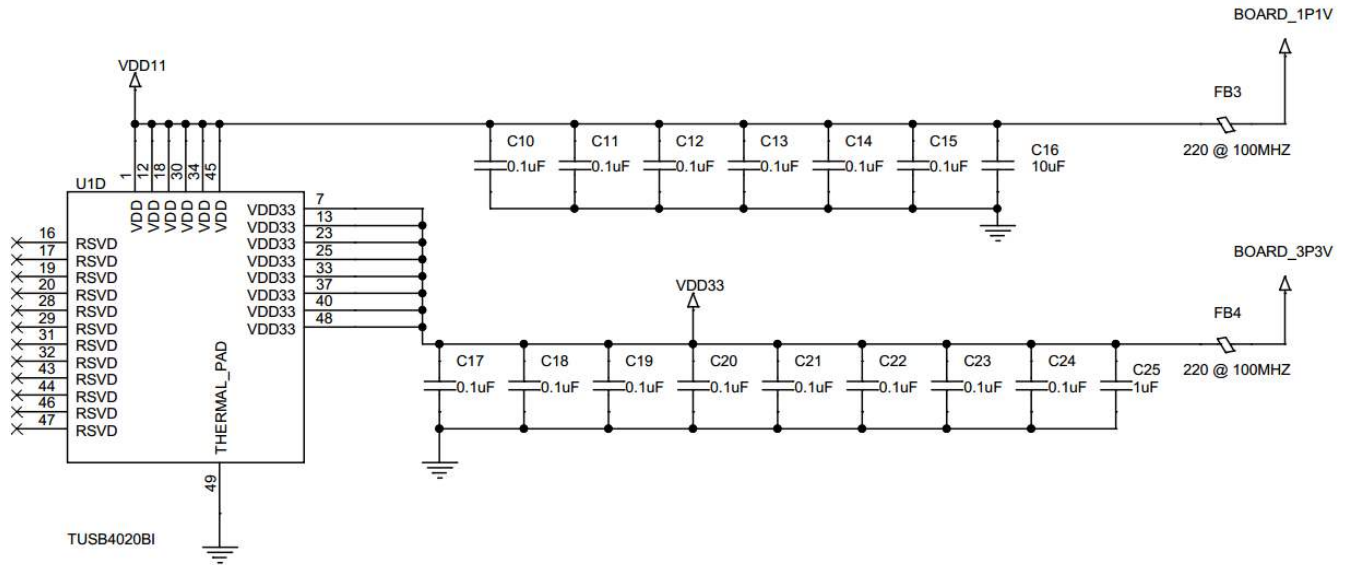 BOARD_1P1V
VDD11
FB3
220 @ 100MHZ
C10
0.1uF
C11
0.1uF
C12
0.1uF
C13
0.1uF
C14
0.1uF
C15
0.1uF
C16
10uF
1
12
18
30
34
45
U1D
VDD
VDD
VDD
VDD
VDD
VDD
VDD33 7
VDD33 13
VDD33 23
VDD33 25
VDD33 33
VDD33 37
VDD33 40
VDD33 48
16 RSVD
17 RSVD
19 RSVD
20 RSVD
28 RSVD
29 RSVD
31 RSVD
32 RSVD
43 RSVD
44 RSVD
46 RSVD
47 RSVD
THERMAL_PAD
49
TUSB4020BI
BOARD_3P3V
VDD33
FB4
220 @ 100MHZ
C17
0.1uF
C18
0.1uF
C19
0.1uF
C20
0.1uF
C21
0.1uF
C22
0.1uF
C23
0.1uF
C24
0.1uF
C25
1uF